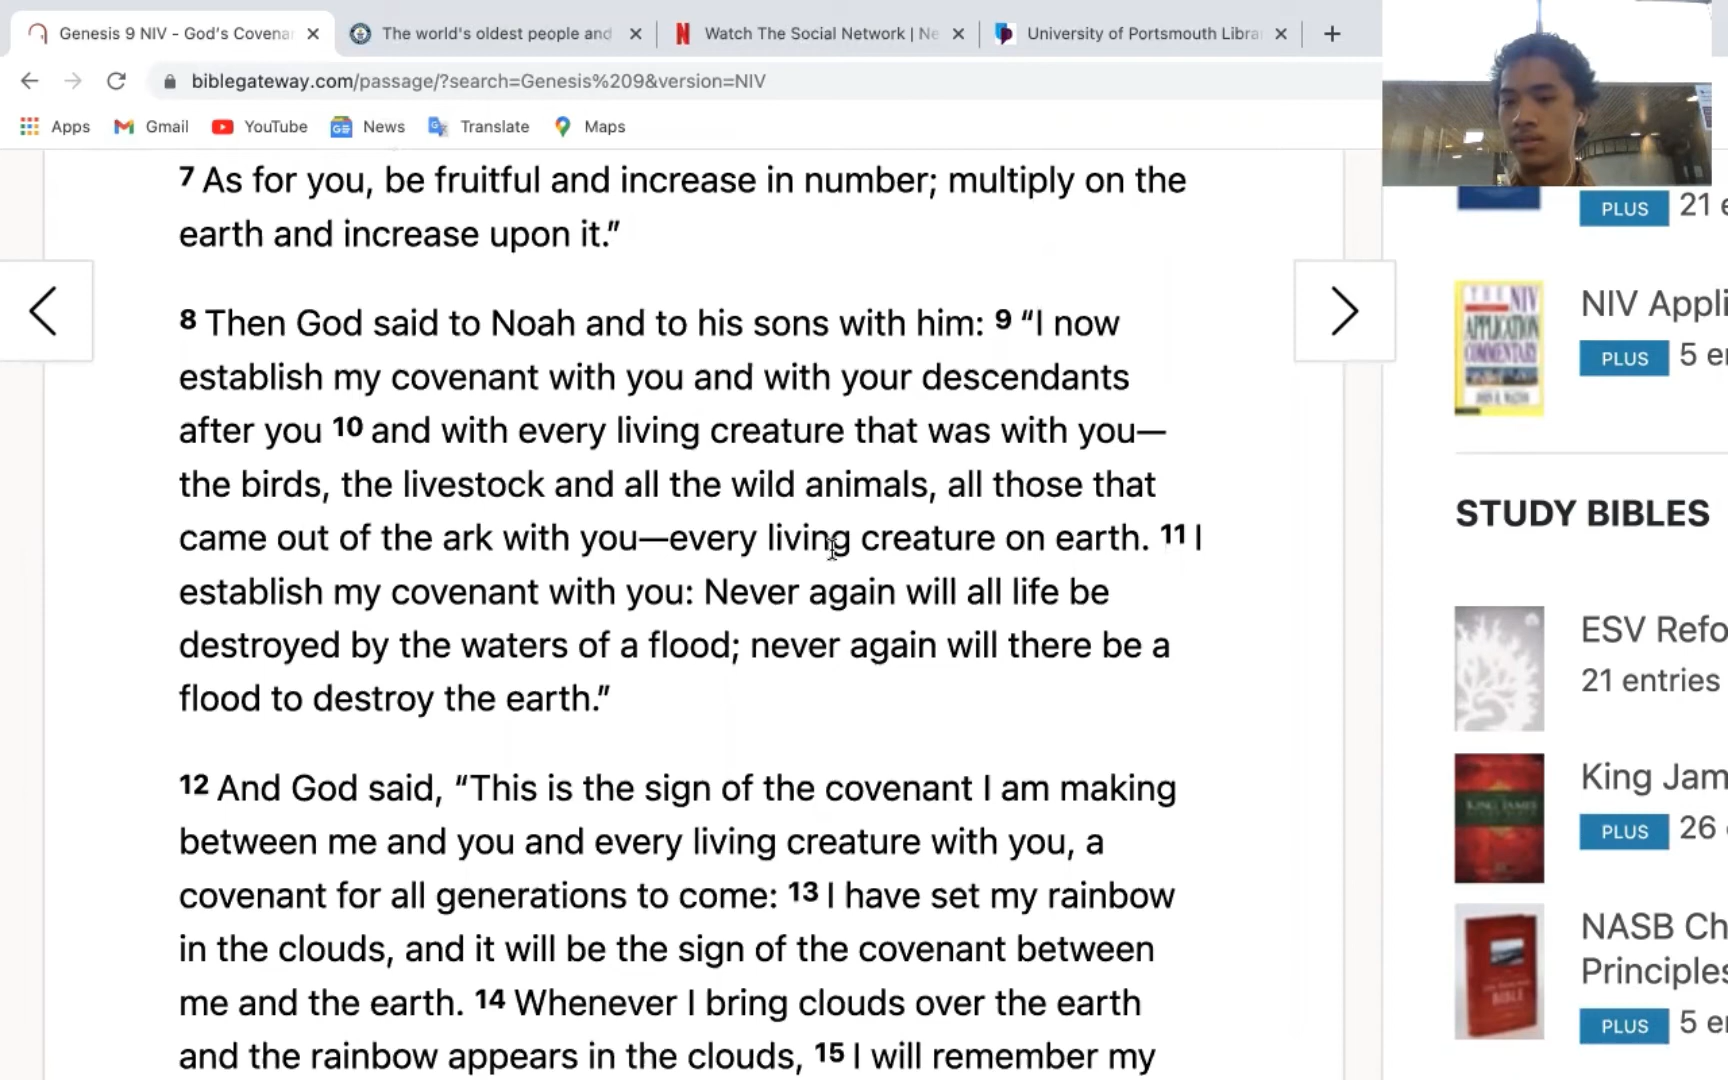 Genesis 9 NIV - God's Covena
The world's oldest people and
Watch The Social Network | Ne
University of Portsmouth Libra
biblegateway.com/passage/?search=Genesis%209&version=NIV
Apps
Gmail
YouTube
News
Translate
Maps
7 As for you, be fruitful and increase in number; multiply on the
earth and increase upon it.”
8 Then God said to Noah and to his sons with him: 9 “I now
establish my covenant with you and with your descendants
after you 10 and with every living creature that was with you—
the birds, the livestock and all the wild animals, all those that
came out of the ark with you—every living creature on earth. 11 I
establish my covenant with you: Never again will all life be
destroyed by the waters of a flood; never again will there be a
flood to destroy the earth.”
12 And God said, “This is the sign of the covenant I am making
between me and you and every living creature with you, a
covenant for all generations to come: 13 I have set my rainbow
in the clouds, and it will be the sign of the covenant between
me and the earth. 14 Whenever I bring clouds over the earth
and the rainbow appears in the clouds, 15 I will remember my
PLUS 21 e
NIV
APPLICATION
COMMENTARY
NIV Appli
PLUS 5 e
STUDY BIBLES
ESV Refo
21 entries
King Jam
PLUS 26
NASB Ch
Principles
BIBLE
PLUS 5 e